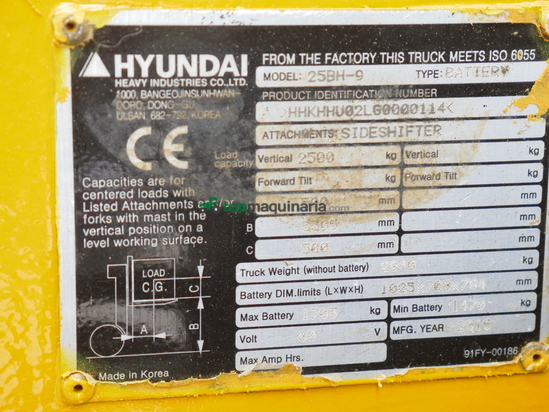 HYUNDAI
HEAVY INDUSTRIES CO.,LTD.
1000, BANGEOJINSUNHWAN-
DORO, DONG-GU
ULSAN 682-792, KOREA
FROM THE FACTORY THIS TRUCK MEETS ISO 6055
MODEL: 25BH-9 TYPE: BATTERY
PRODUCT IDENTIFICATION NUMBER
HHKHHU02LG0000114<
ATTACHMENTS: SIDESHIFTER
CE
Load capacity
Vertical 2500 kg Vertical kg
Forward Tilt kg Forward Tilt kg
mm mm
B mm mm
C 500 mm mm
Capacities are for
centered loads with
Listed Attachments and/or
forks with mast in the
vertical position on a
level working surface.
maquinaria.com
Truck Weight (without battery) kg
Battery DIM.limits (L×W×H) 1025 mm
Max Battery kg Min Battery kg
Volt V MFG. YEAR
Max Amp Hrs.
LOAD
C.G.
C
A
B
Made in Korea
91FY-00186